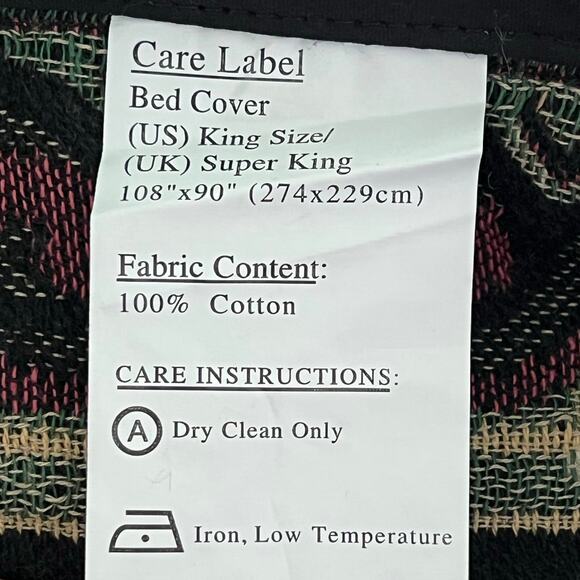 Care Label
Bed Cover
(US) King Size/
(UK) Super King
108"x90" (274x229cm)
Fabric Content:
100% Cotton
CARE INSTRUCTIONS:
A Dry Clean Only
Iron, Low Temperature